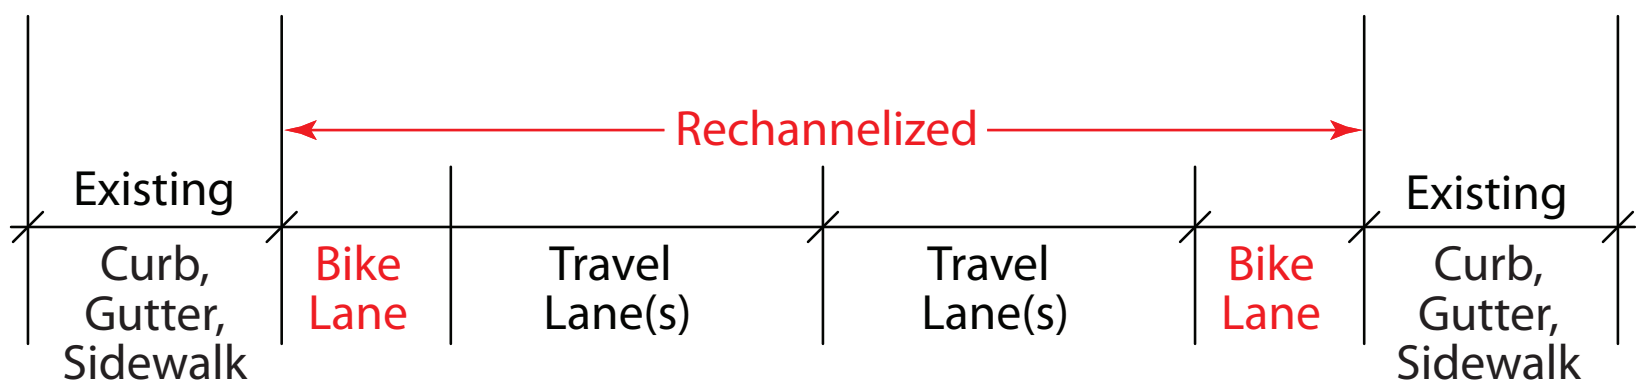 Rechannelized
Existing
Existing
Curb,
Gutter,
Sidewalk
Bike
Lane
Travel
Lane(s)
Travel
Lane(s)
Bike
Lane
Curb,
Gutter,
Sidewalk